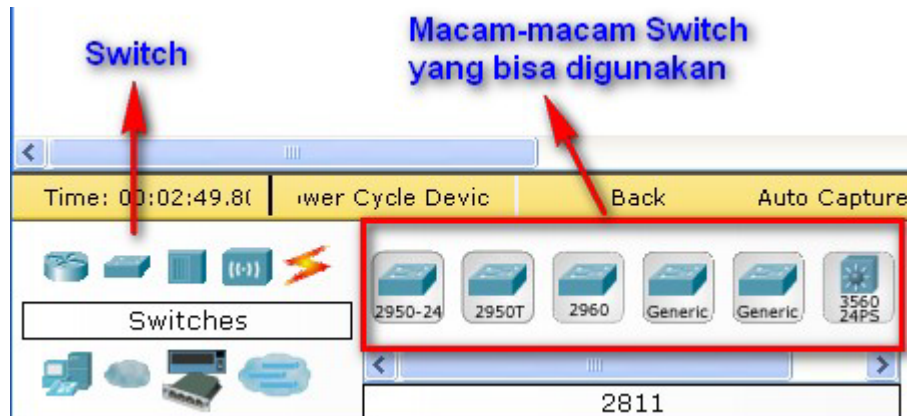 Switch
Macam-macam Switch
yang bisa digunakan
Time: 00:02:49.8(
wer Cycle Devic
Back
Auto Capture
Switches
2950-24
2950T
2960
Generic
Generic
3560
24PS
2811